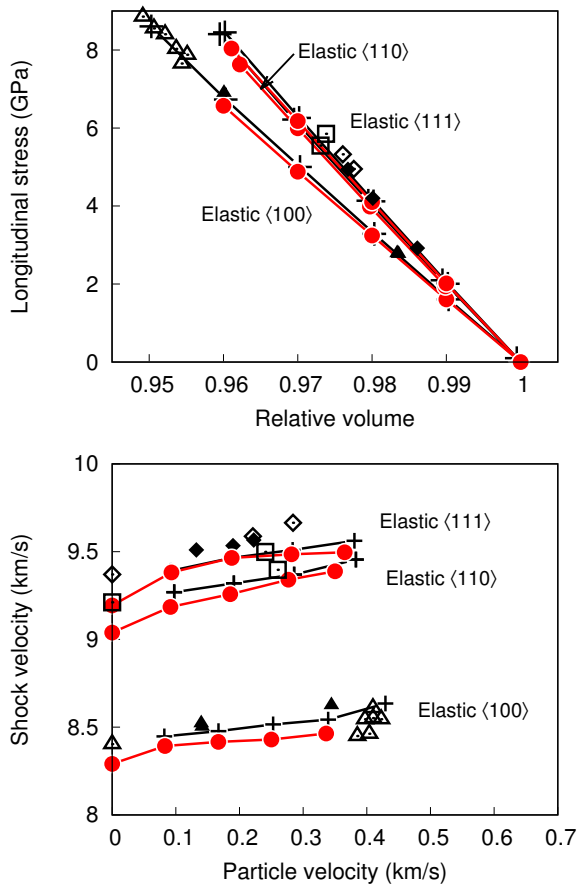 8
6
4
2
0
Longitudinal stress (GPa)
Elastic ⟨110⟩
Elastic ⟨111⟩
Elastic ⟨100⟩
0.95 0.96 0.97 0.98 0.99 1
Relative volume
10
9.5
9
8.5
8
Shock velocity (km/s)
Elastic ⟨111⟩
Elastic ⟨110⟩
Elastic ⟨100⟩
0 0.1 0.2 0.3 0.4 0.5 0.6 0.7
Particle velocity (km/s)